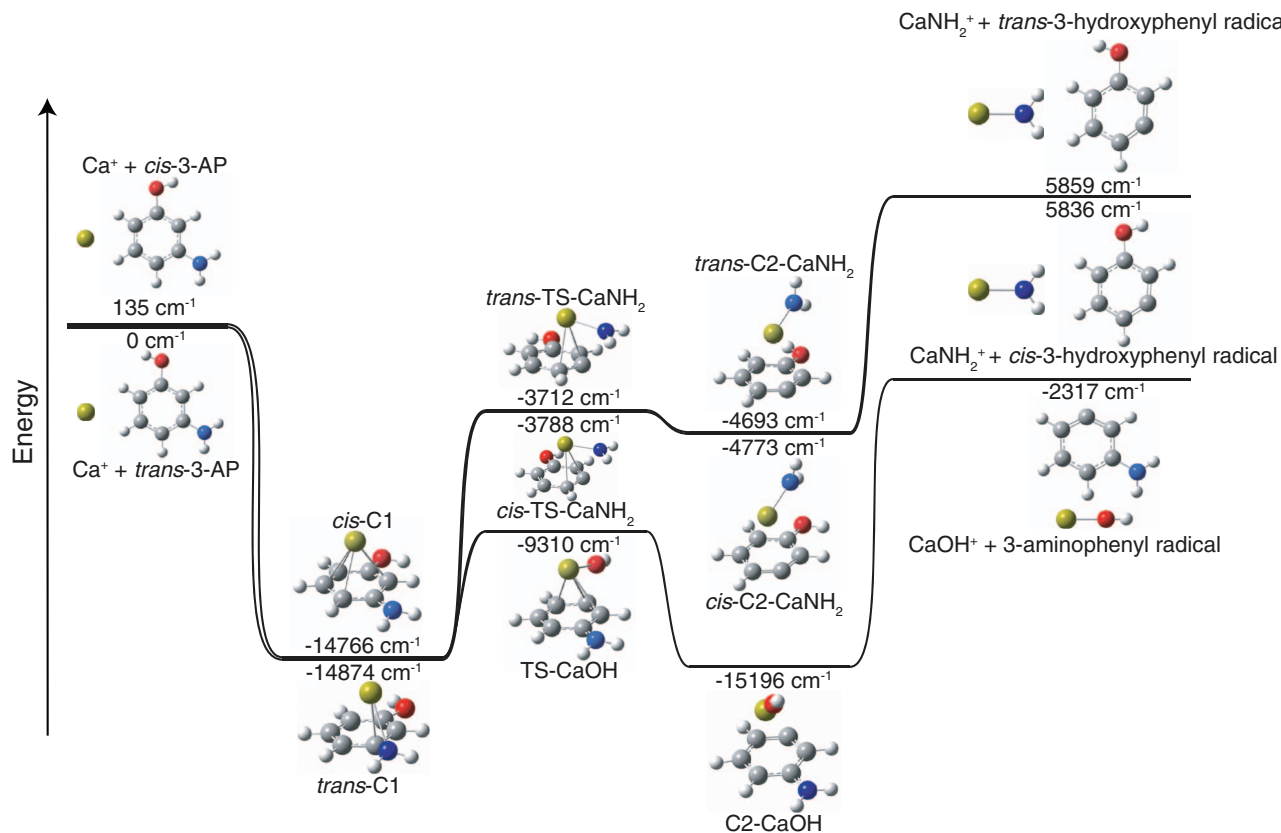 CaNH₂⁺ + trans-3-hydroxyphenyl radica
Ca⁺ + cis-3-AP
135 cm⁻¹
0 cm⁻¹
Ca⁺ + trans-3-AP
Energy
cis-C1
-14766 cm⁻¹
-14874 cm⁻¹
trans-C1
trans-TS-CaNH₂
-3712 cm⁻¹
-3788 cm⁻¹
cis-TS-CaNH₂
-9310 cm⁻¹
TS-CaOH
trans-C2-CaNH₂
-4693 cm⁻¹
-4773 cm⁻¹
cis-C2-CaNH₂
-15196 cm⁻¹
C2-CaOH
5859 cm⁻¹
5836 cm⁻¹
CaNH₂⁺ + cis-3-hydroxyphenyl radical
-2317 cm⁻¹
CaOH⁺ + 3-aminophenyl radical